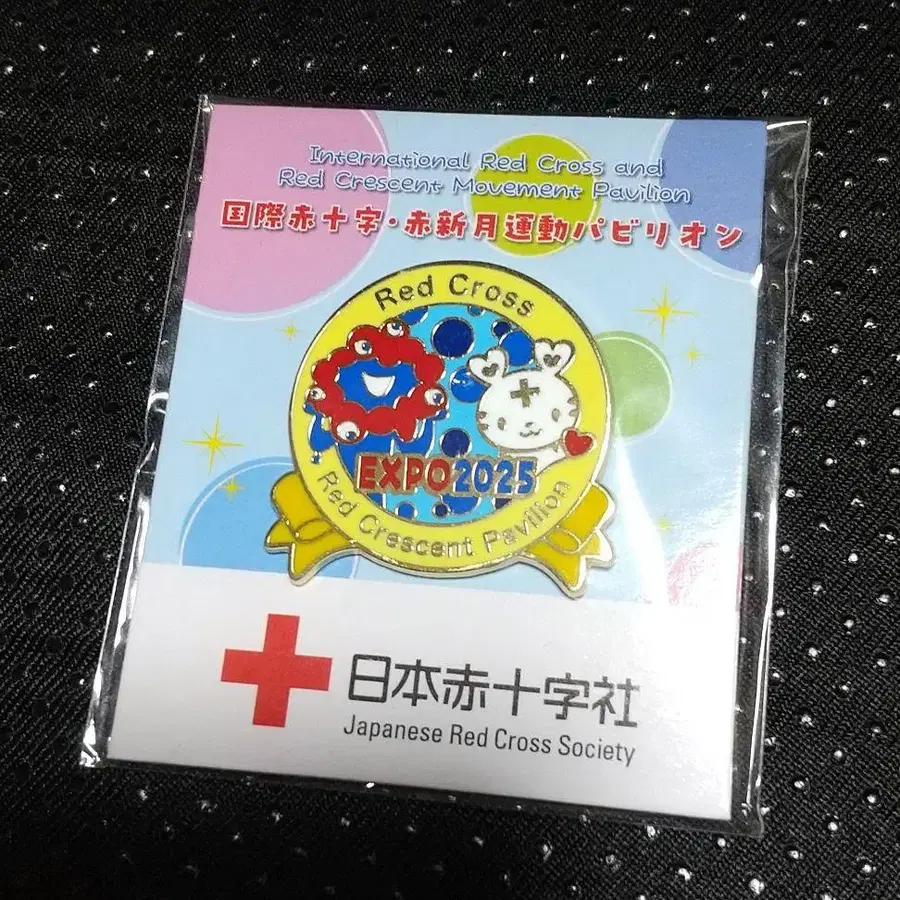 International Red Cross and
Red Crescent Movement Pavilion
国際赤十字・赤新月運動パビリオン
Red Cross
EXPO2025
Red Crescent Pavilion
日本赤十字社
Japanese Red Cross Society